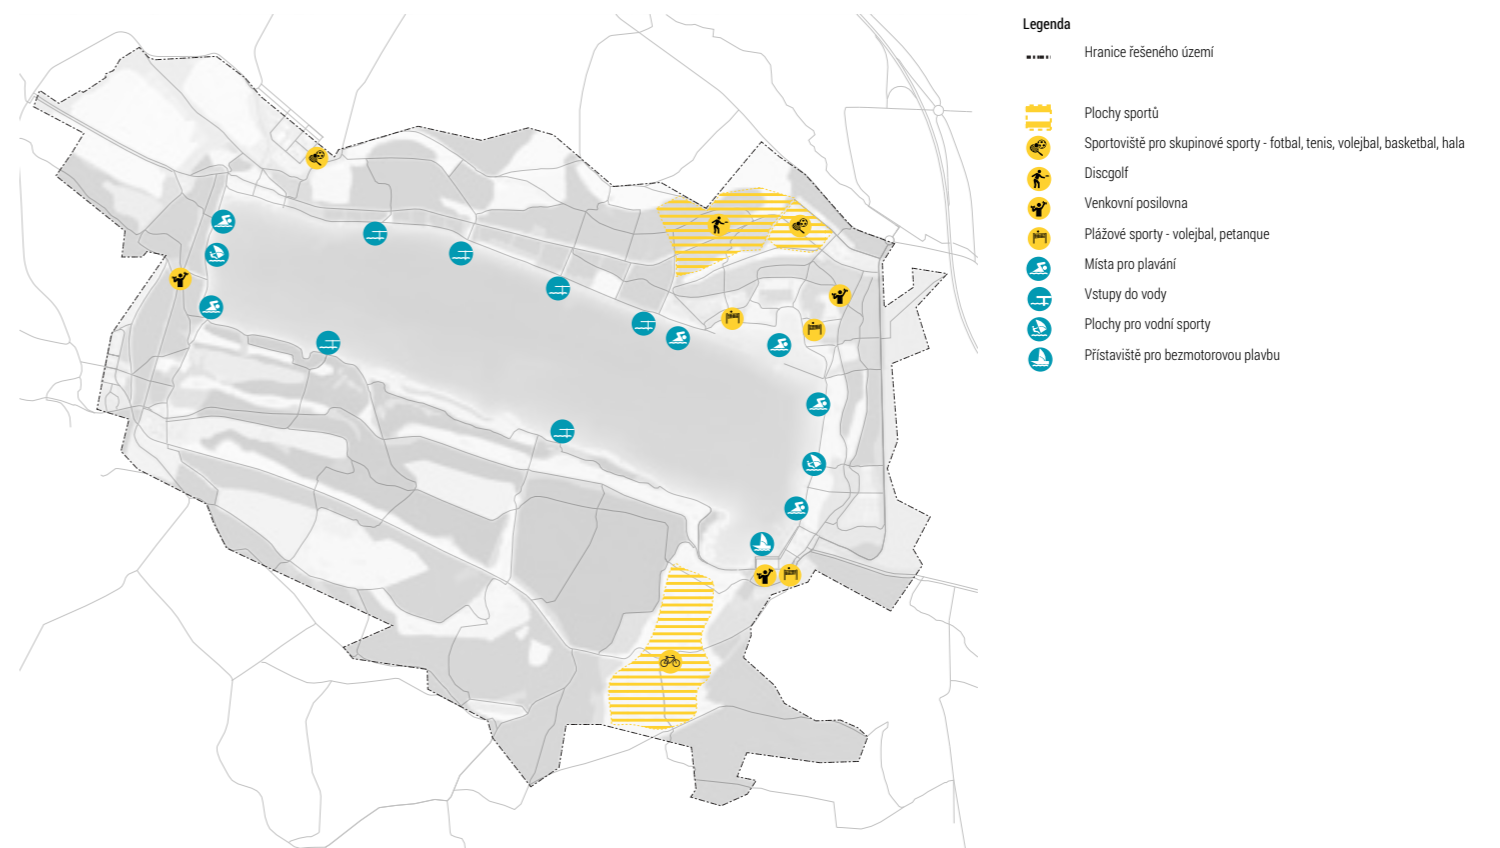 Legenda
Hranice řešeného území
Plochy sportů
Sportoviště pro skupinové sporty - fotbal, tenis, volejbal, basketbal, hala
Discgolf
Venkovní posilovna
Plážové sporty - volejbal, petanque
Místa pro plavání
Vstupy do vody
Plochy pro vodní sporty
Přístaviště pro bezmotorovou plavbu